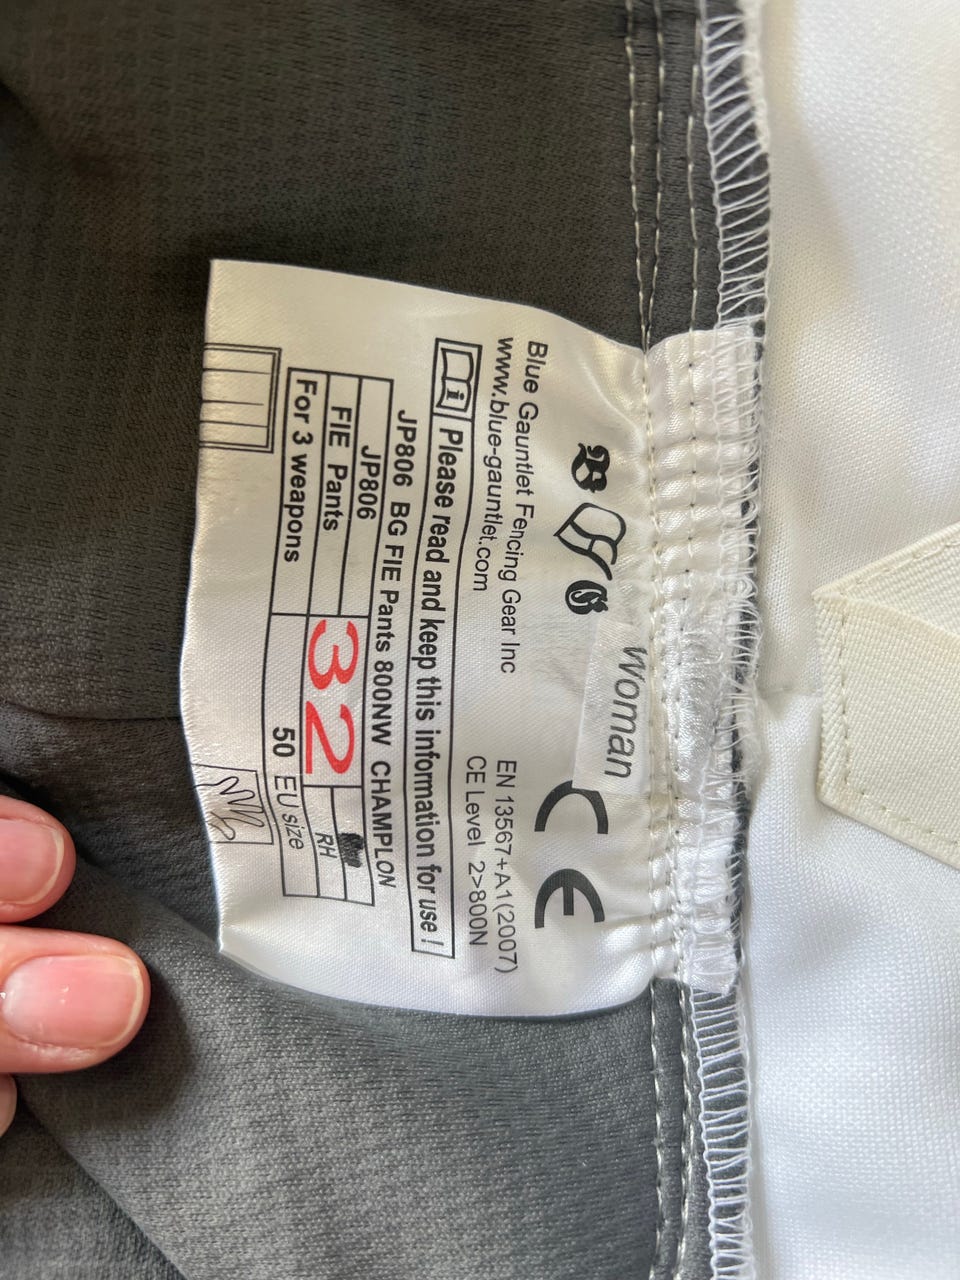 Woman
B G
CE
Blue Gauntlet Fencing Gear Inc
www.blue-gauntlet.com
EN 13567+A1(2007)
CE Level 2>800N
i Please read and keep this information for use !
JP806 BG FIE Pants 800NW CHAMPLON
JP806
FIE Pants
For 3 weapons
32
RH
50 EU size